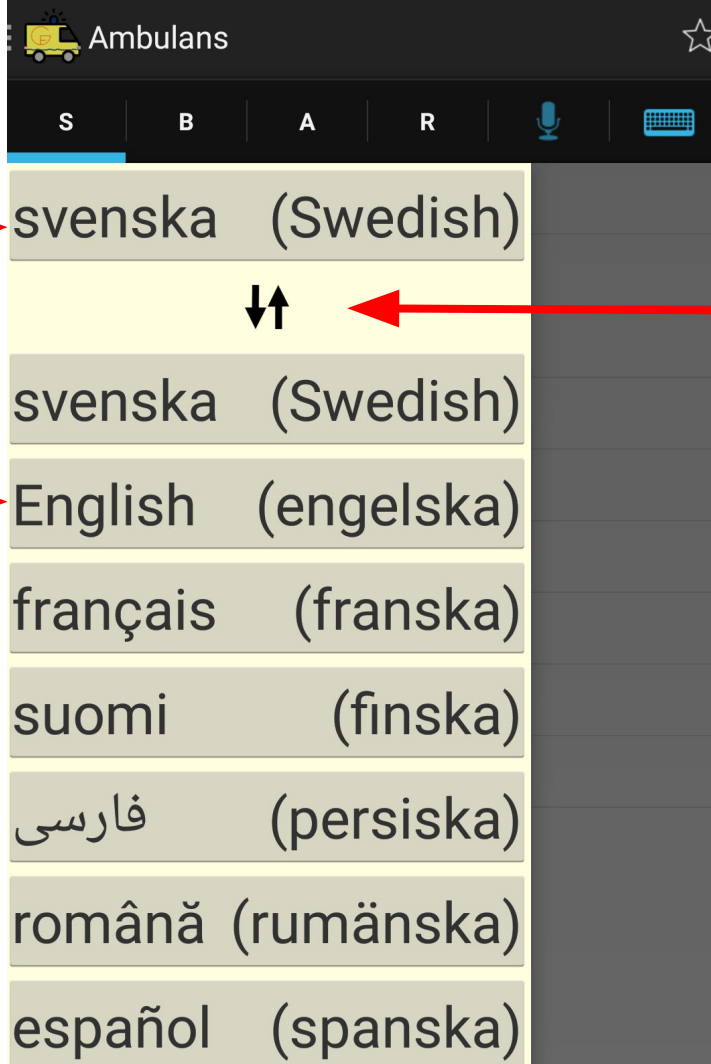 Ambulans
S B A R
svenska (Swedish)
svenska (Swedish)
English (engelska)
français (franska)
suomi (finska)
فارسی (persiska)
română (rumänska)
español (spanska)